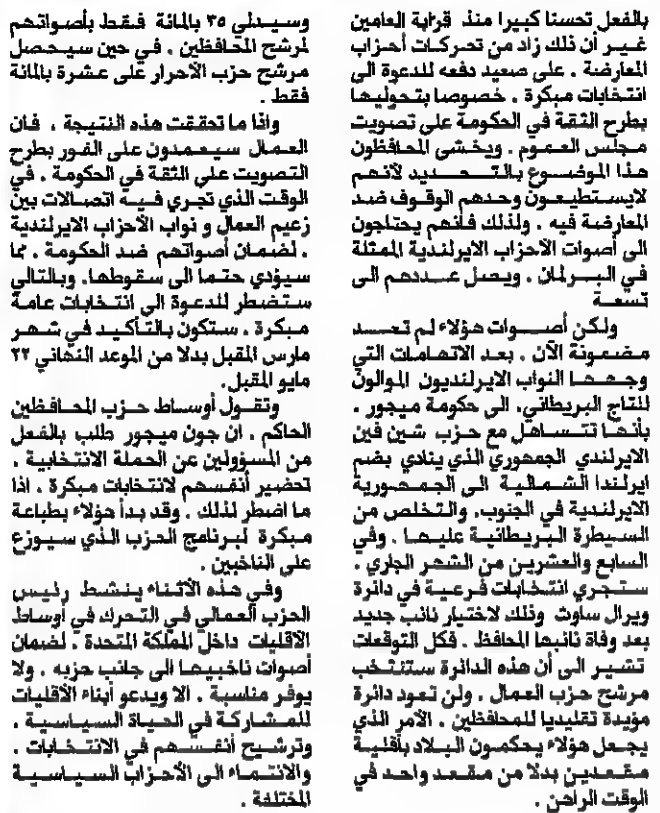 بالفعل تحسنا كبيرا منذ قرابة العامين
غير أن ذلك زاد من تحركات أحزاب
المعارضة . على صعيد دفعه للدعوة الى
انتخابات مبكرة . خصوصا بتحوليها
بطرح الثقة في الحكومة على تصويت
مجلس العموم . ويخشى المحافظون
هذا الموضوع بالتحديد لأنهم
لايستطيعون وحدهم الوقوف ضد
المعارضة فيه . ولذلك فأنهم يحتاجون
الى أصوات الأحزاب الايرلندية الممثلة
في البرلمان . ويصل عددهم الى
تسعة
ولكن أصوات هؤلاء لم تعد
مضمونة الآن . بعد الاتهامات التي
وجهها النواب الايرلنديون الموالون
للتاج البريطاني. الى حكومة ميجور .
بأنها تتساهل مع حزب شين فين
الايرلندي الجمهوري الذي ينادي بضم
ايرلندا الشمالية الى الجمهورية
الايرلندية في الجنوب. والتخلص من
السيطرة البريطانية عليها . وفي
السابع والعشرين من الشهر الجاري .
ستجري انتخابات فرعية في دائرة
ويرال ساوث وذلك لاختيار نائب جديد
بعد وفاة نائبها المحافظ . فكل التوقعات
تشير الى أن هذه الدائرة ستنتخب
مرشح حزب العمال . ولن تعود دائرة
مؤيدة تقليديا للمحافظين . الأمر الذي
يجعل هؤلاء يحكمون البلاد بأقلية
مقعدين بدلا من مقعد واحد في
الوقت الراهن .
وسيدلي ٣٥ بالمائة فقط بأصواتهم
لمرشح المحافظين . في حين سيحصل
مرشح حزب الأحرار على عشرة بالمائة
فقط .
واذا ما تحققت هذه النتيجة . فان
العمال سيعمدون على الفور بطرح
التصويت على الثقة في الحكومة . في
الوقت الذي تجري فيه اتصالات بين
زعيم العمال و نواب الأحزاب الايرلندية
. لضمان أصواتهم ضد الحكومة . مما
سيؤدي حتما الى سقوطها. وبالتالي
ستضطر للدعوة الى انتخابات عامة
مبكرة . ستكون بالتأكيد في شهر
مارس المقبل بدلا من الموعد النهائي ٢٢
مايو المقبل.
وتقول أوساط حزب المحافظين
الحاكم . ان جون ميجور طلب بالفعل
من المسؤولين عن الحملة الانتخابية .
تحضير أنفسهم لانتخابات مبكرة . اذا
ما اضطر لذلك . وقد بدأ هؤلاء بطباعة
مبكرة لبرنامج الحزب الذي سيوزع
على الناخبين .
وفي هذه الأثناء ينشط رئيس
الحزب العمالي في التحرك في أوساط
الأقليات داخل المملكة المتحدة . لضمان
أصوات ناخبيها الى جانب حزبه . ولا
يوفر مناسبة . الا ويدعو أبناء الأقليات
للمشاركة في الحياة السياسية .
وترشيح أنفسهم في الانتخابات .
والانتماء الى الأحزاب السياسية
المختلفة .